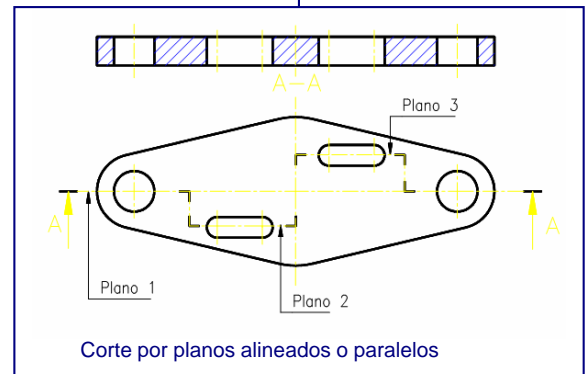 A-A
Plano 3
A
A
Plano 1
Plano 2
Corte por planos alineados o paralelos